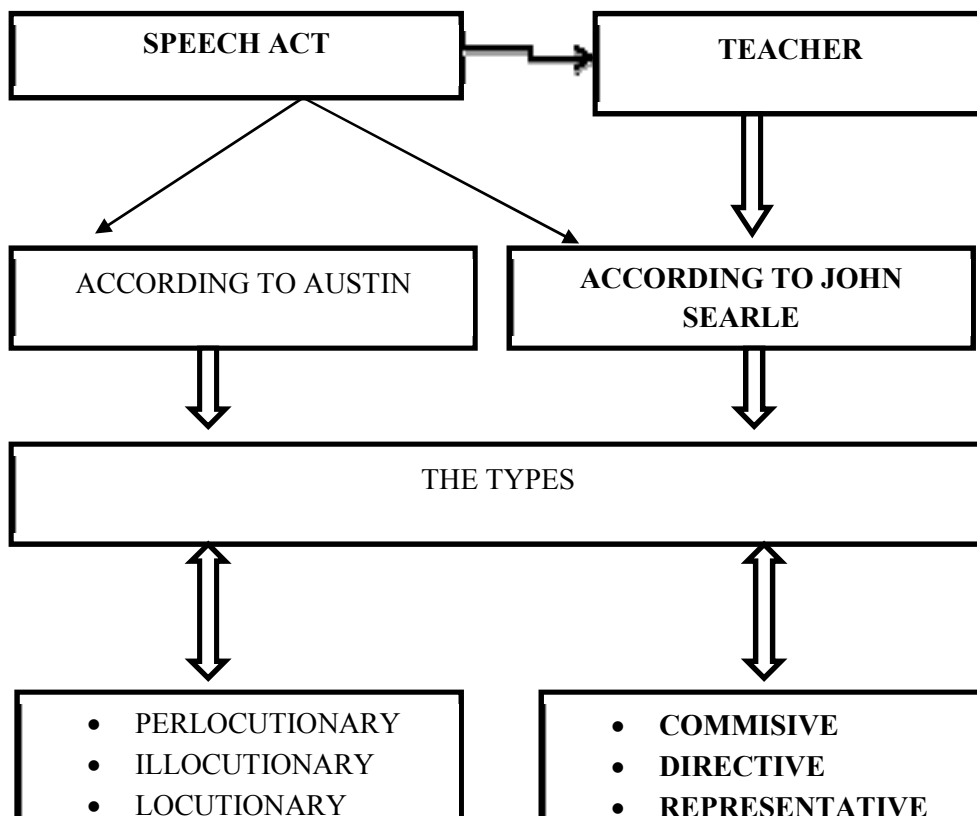 SPEECH ACT
TEACHER
ACCORDING TO AUSTIN
ACCORDING TO JOHN
SEARLE
THE TYPES
• PERLOCUTIONARY
• ILLOCUTIONARY
• LOCUTIONARY
• COMMISIVE
• DIRECTIVE
• REPRESENTATIVE